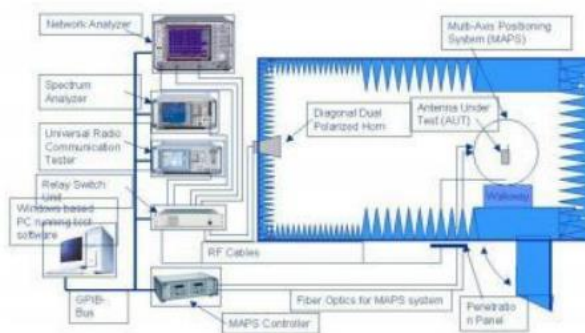 Network Analyzer
Spectrum
Analyzer
Universal Radio
Communication
Tester
Relay Switch
Unit
Windows based
PC running test
software
GPIB-
Bus
MAPS Controller
RF Cables
Fiber Optics for MAPS system
Diagonal Dual
Polarized Horn
Multi-Axis Positioning
System (MAPS)
Antenna Under
Test (AUT)
Walkway
Penetratio
n Panel